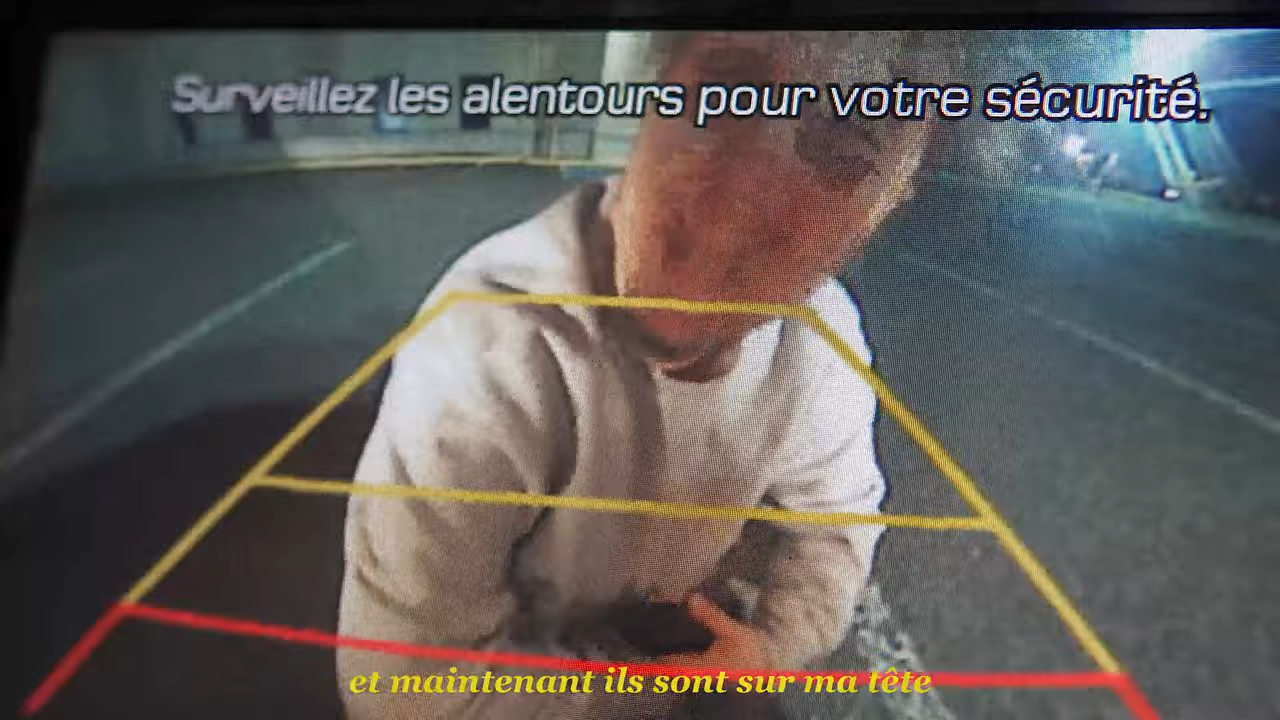 Surveillez les alentours pour votre sécurité.
et maintenant ils sont sur ma tête